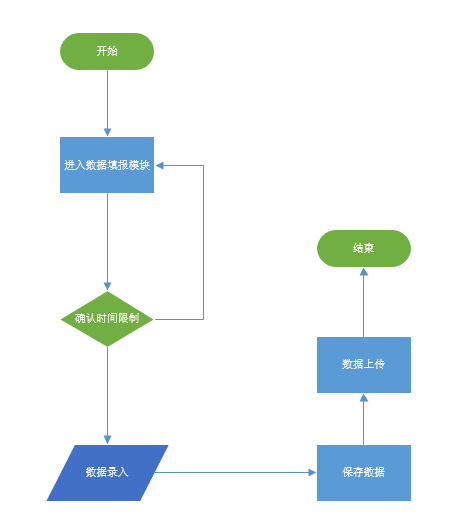 开始
进入数据填报模块
确认时间限制
数据录入
保存数据
数据上传
结束